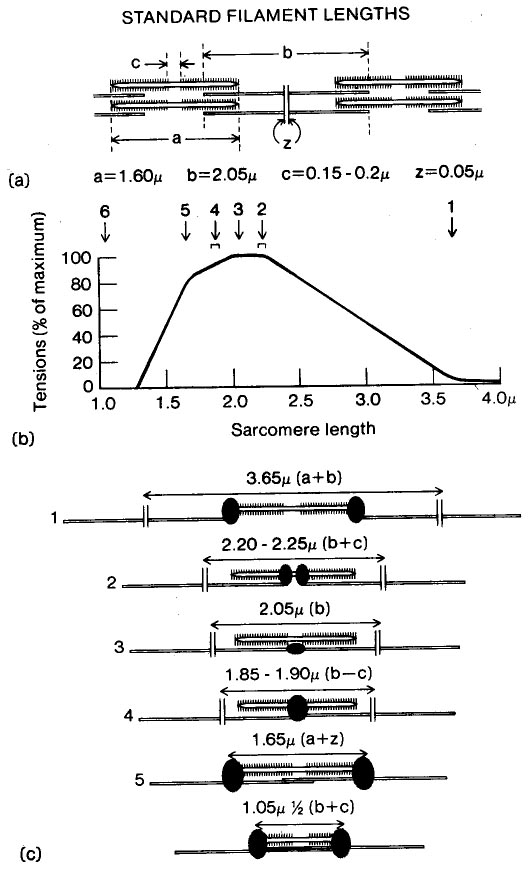 STANDARD FILAMENT LENGTHS
c
b
a
z
(a)
a=1.60μ b=2.05μ c=0.15 - 0.2μ z=0.05μ
6 5 4 3 2 1
Tensions (% of maximum)
100
80
60
40
20
0
1.0 1.5 2.0 2.5 3.0 3.5 4.0μ
Sarcomere length
(b)
3.65μ (a+b)
1
2.20 - 2.25μ (b+c)
2
2.05μ (b)
3
1.85 - 1.90μ (b−c)
4
1.65μ (a+z)
5
1.05μ ½ (b+c)
(c)